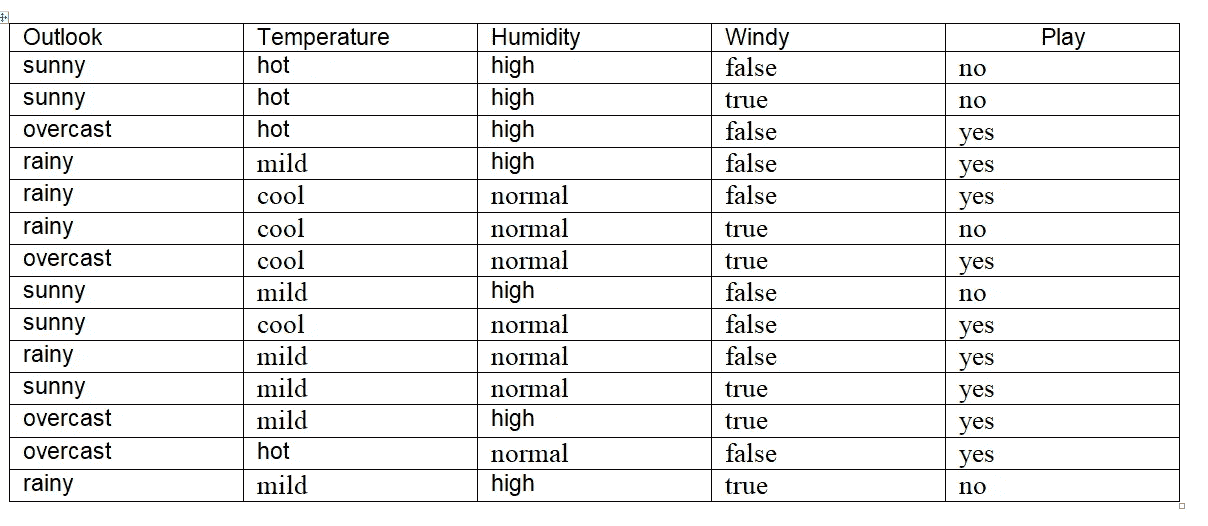 Outlook Temperature Humidity Windy Play
sunny hot high false no
sunny hot high true no
overcast hot high false yes
rainy mild high false yes
rainy cool normal false yes
rainy cool normal true no
overcast cool normal true yes
sunny mild high false no
sunny cool normal false yes
rainy mild normal false yes
sunny mild normal true yes
overcast mild high true yes
overcast hot normal false yes
rainy mild high true no